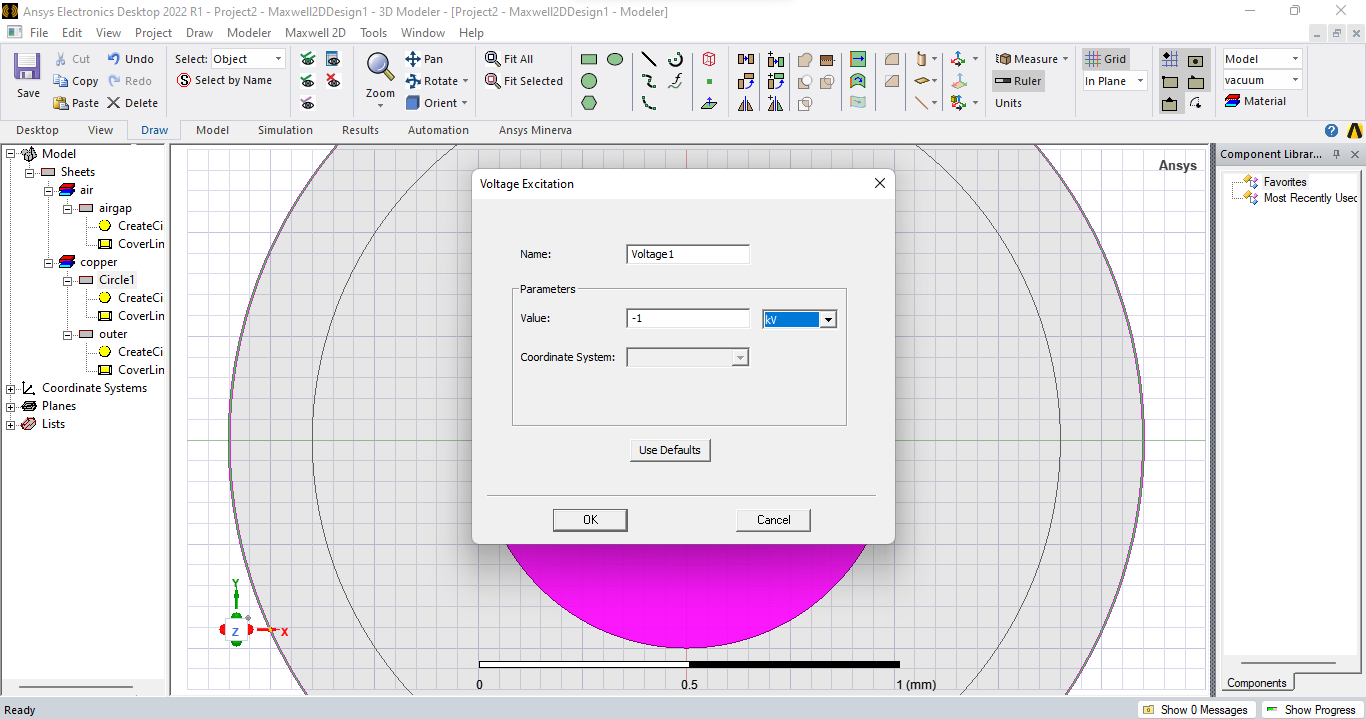 Ansys Electronics Desktop 2022 R1 - Project2 - Maxwell2DDesign1 - 3D Modeler - [Project2 - Maxwell2DDesign1 - Modeler]
File Edit View Project Draw Modeler Maxwell 2D Tools Window Help
Save
Cut
Copy
Paste
Undo
Redo
Delete
Select: Object
Select by Name
Zoom
Pan
Rotate
Orient
Fit All
Fit Selected
Measure
Ruler
Units
Grid
In Plane
Model
vacuum
Material
Desktop View Draw Model Simulation Results Automation Ansys Minerva
Model
Sheets
air
airgap
CreateCi
CoverLin
copper
Circle1
CreateCi
CoverLin
outer
CreateCi
CoverLin
Coordinate Systems
Planes
Lists
Ansys
Voltage Excitation
Name: Voltage1
Parameters
Value: -1 kV
Coordinate System:
Use Defaults
OK Cancel
Y
Z X
0 0.5 1 (mm)
Component Librar...
Favorites
Most Recently Usec
Components
Ready
Show 0 Messages Show Progress